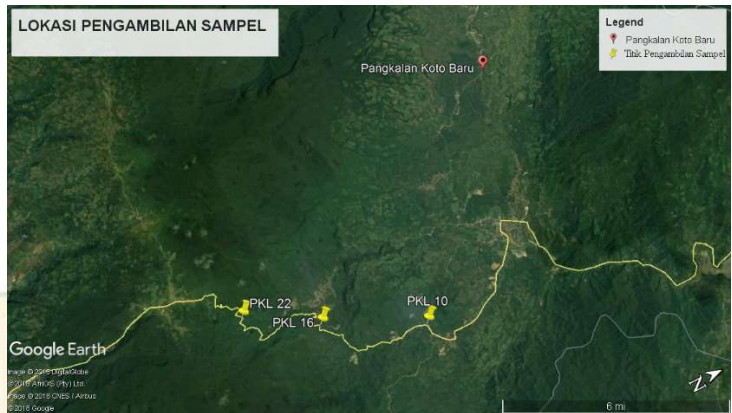 LOKASI PENGAMBILAN SAMPEL
Legend
Pangkalan Koto Baru
Titik Pengambilan Sampel
Pangkalan Koto Baru
PKL 22
PKL 16
PKL 10
Google Earth
Image © 2018 DigitalGlobe
© 2018 AfriGIS (Pty) Ltd.
Image © 2018 CNES / Airbus
© 2018 Google
N
6 mi